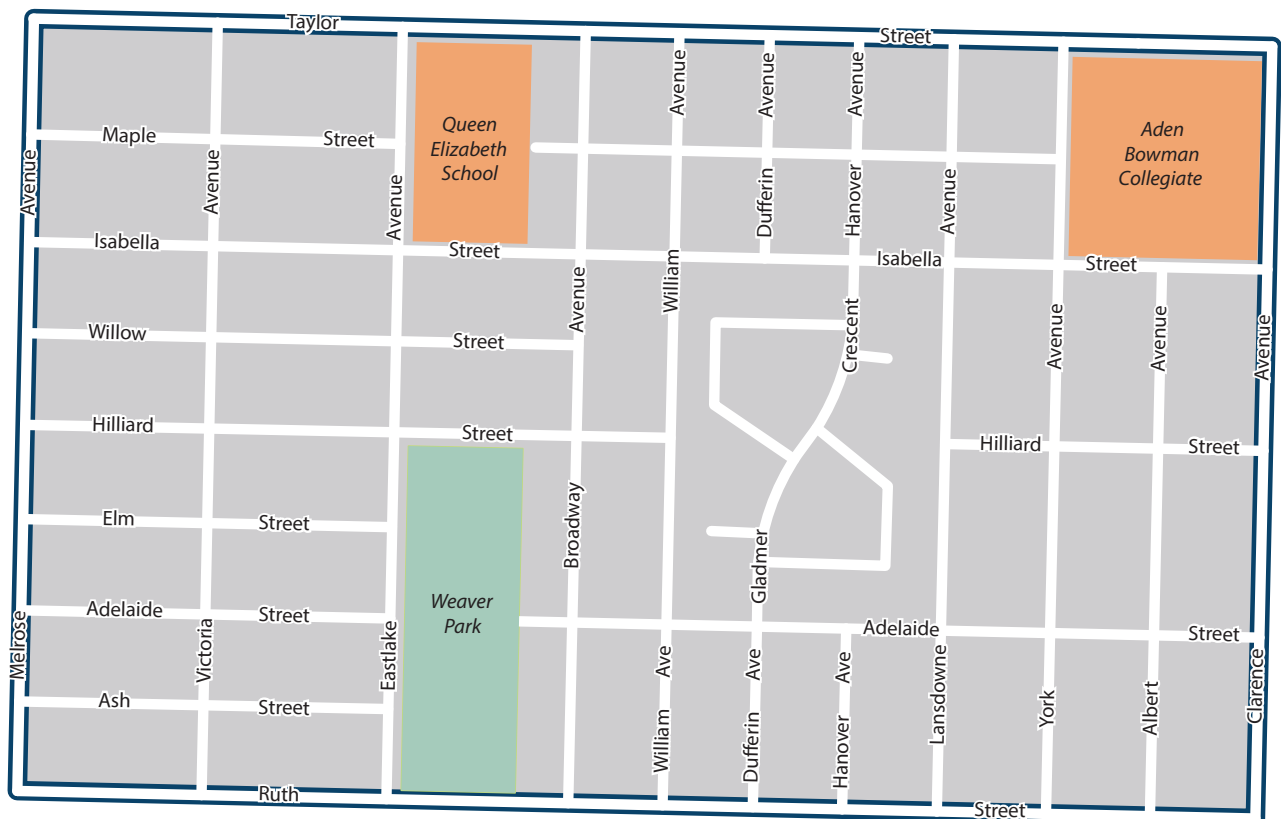 Taylor
Street
Avenue
Avenue
Avenue
Queen
Elizabeth
School
Aden
Bowman
Collegiate
Maple
Street
Avenue
Avenue
Avenue
Dufferin
Hanover
Avenue
Isabella
Street
Isabella
Street
Avenue
William
Crescent
Avenue
Avenue
Avenue
Willow
Street
Hilliard
Street
Hilliard
Street
Elm
Street
Broadway
Gladmer
Weaver
Park
Adelaide
Street
Adelaide
Street
Melrose
Victoria
Eastlake
Ave
Ave
Ave
Lansdowne
York
Albert
Clarence
Ash
Street
William
Dufferin
Hanover
Ruth
Street